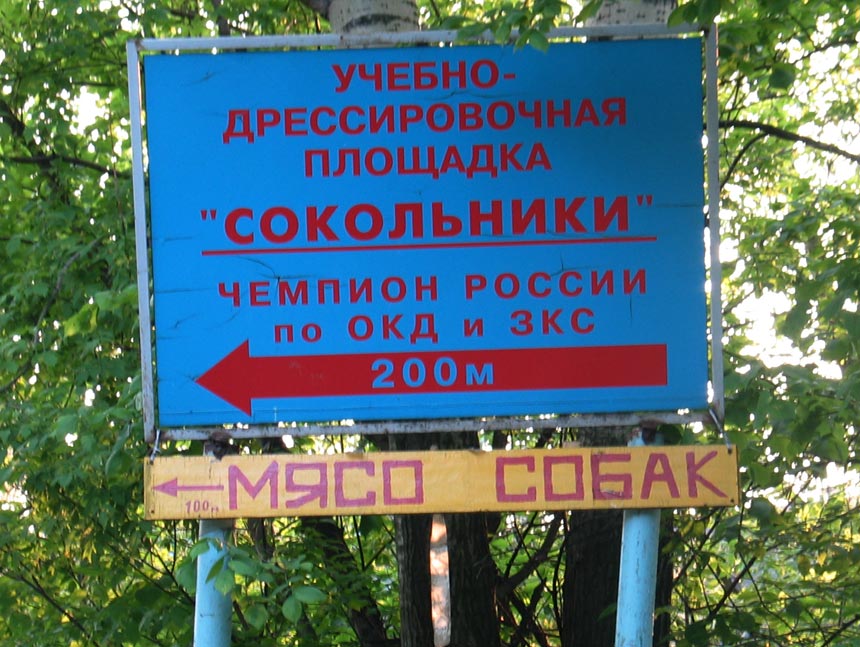 УЧЕБНО-
ДРЕССИРОВОЧНАЯ
ПЛОЩАДКА
"СОКОЛЬНИКИ"
ЧЕМПИОН РОССИИ
по ОКД и ЗКС
200м
МЯСО СОБАК
100м